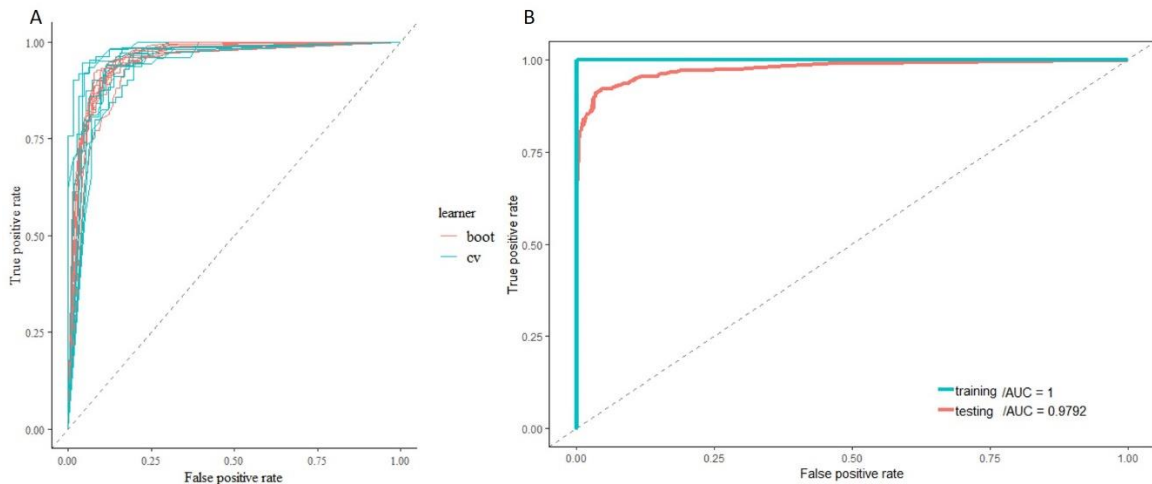 A
True positive rate
1.00
0.75
0.50
0.25
0.00
0.00 0.25 0.50 0.75 1.00
False positive rate
learner
boot
cv
B
True positive rate
1.00
0.75
0.50
0.25
0.00
0.00 0.25 0.50 0.75 1.00
False positive rate
training /AUC = 1
testing /AUC = 0.9792